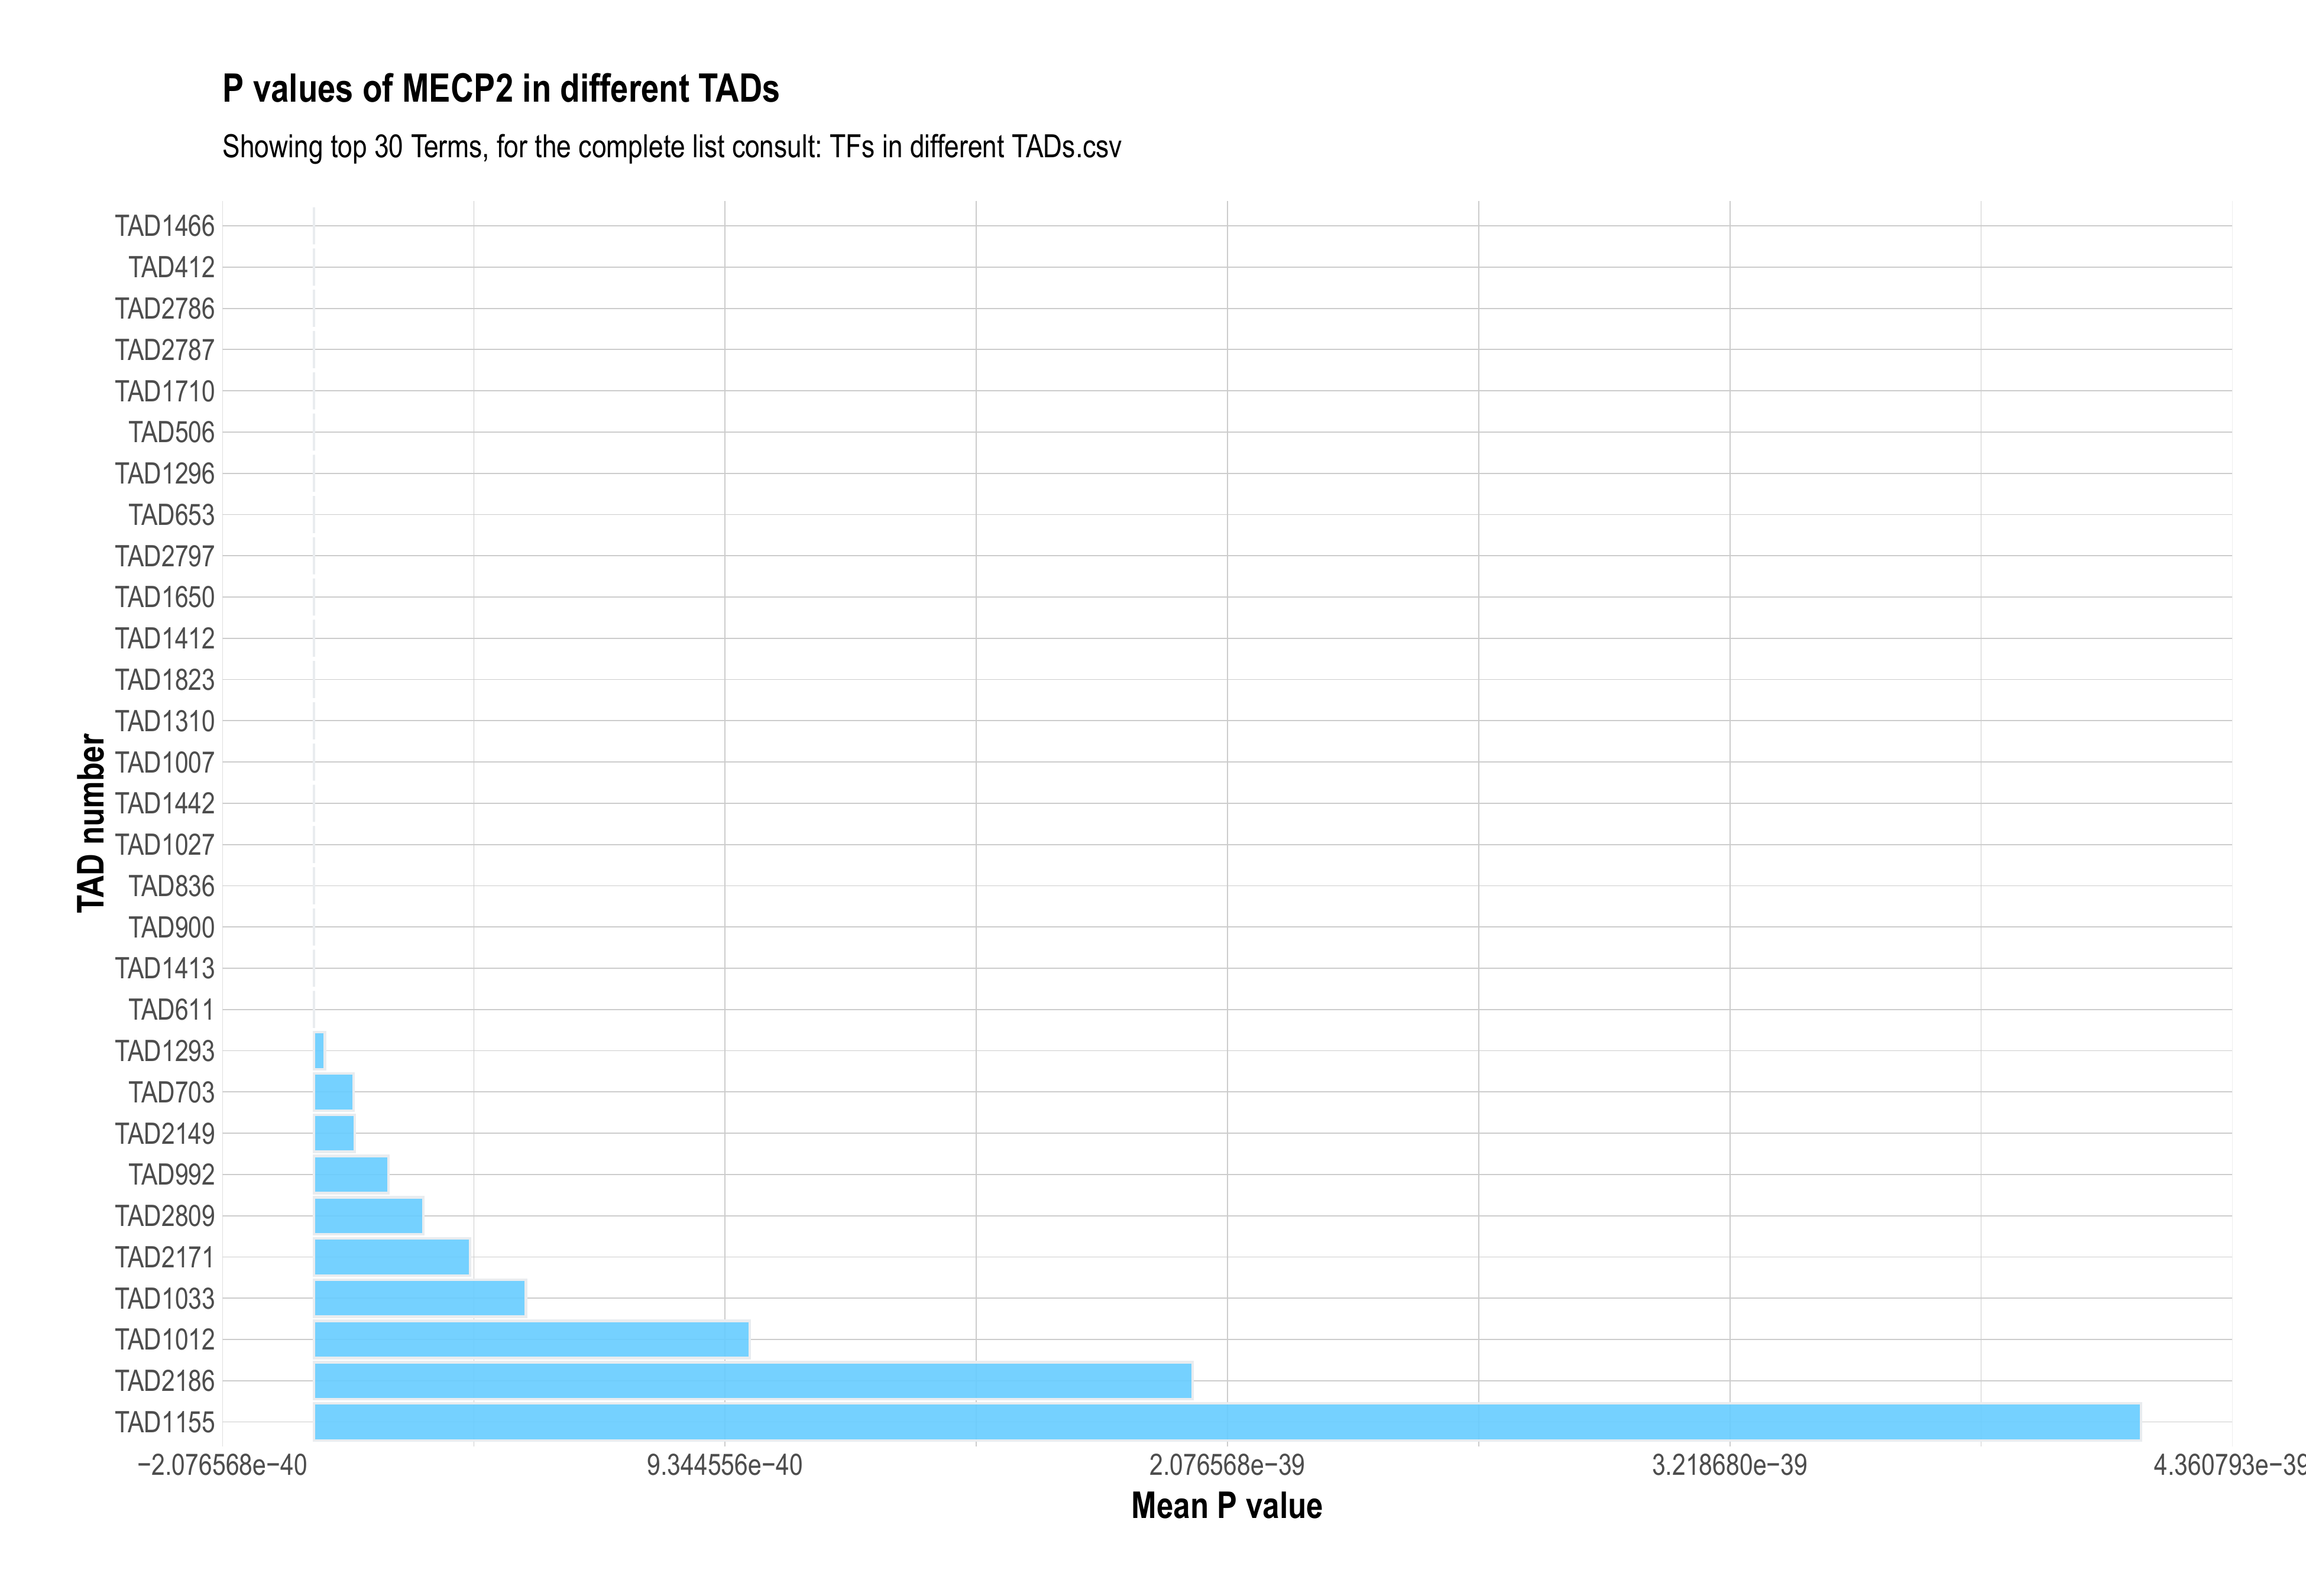 P values of MECP2 in different TADs
Showing top 30 Terms, for the complete list consult: TFs in different TADs.csv
TAD number
TAD1466
TAD412
TAD2786
TAD2787
TAD1710
TAD506
TAD1296
TAD653
TAD2797
TAD1650
TAD1412
TAD1823
TAD1310
TAD1007
TAD1442
TAD1027
TAD836
TAD900
TAD1413
TAD611
TAD1293
TAD703
TAD2149
TAD992
TAD2809
TAD2171
TAD1033
TAD1012
TAD2186
TAD1155
−2.076568e−40 9.344556e−40 2.076568e−39 3.218680e−39 4.360793e−39
Mean P value